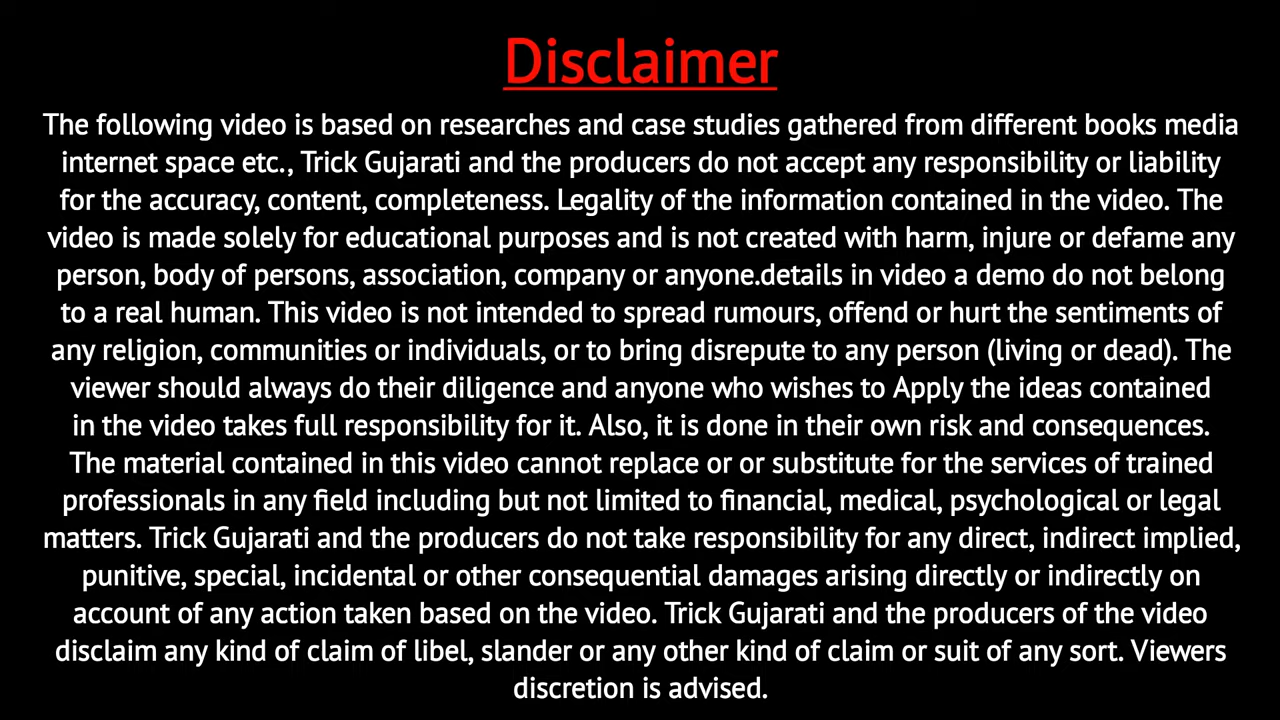 Disclaimer
The following video is based on researches and case studies gathered from different books media
internet space etc., Trick Gujarati and the producers do not accept any responsibility or liability
for the accuracy, content, completeness. Legality of the information contained in the video. The
video is made solely for educational purposes and is not created with harm, injure or defame any
person, body of persons, association, company or anyone.details in video a demo do not belong
to a real human. This video is not intended to spread rumours, offend or hurt the sentiments of
any religion, communities or individuals, or to bring disrepute to any person (living or dead). The
viewer should always do their diligence and anyone who wishes to Apply the ideas contained
in the video takes full responsibility for it. Also, it is done in their own risk and consequences.
The material contained in this video cannot replace or or substitute for the services of trained
professionals in any field including but not limited to financial, medical, psychological or legal
matters. Trick Gujarati and the producers do not take responsibility for any direct, indirect implied,
punitive, special, incidental or other consequential damages arising directly or indirectly on
account of any action taken based on the video. Trick Gujarati and the producers of the video
disclaim any kind of claim of libel, slander or any other kind of claim or suit of any sort. Viewers
discretion is advised.